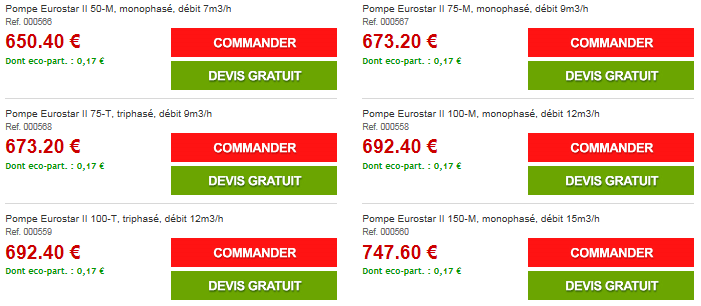 Pompe Eurostar II 50-M, monophasé, débit 7m3/h
Ref. 000566
650.40 €
Dont eco-part. : 0,17 €
COMMANDER
DEVIS GRATUIT
Pompe Eurostar II 75-M, monophasé, débit 9m3/h
Ref. 000567
673.20 €
Dont eco-part. : 0,17 €
COMMANDER
DEVIS GRATUIT
Pompe Eurostar II 75-T, triphasé, débit 9m3/h
Ref. 000568
673.20 €
Dont eco-part. : 0,17 €
COMMANDER
DEVIS GRATUIT
Pompe Eurostar II 100-M, monophasé, débit 12m3/h
Ref. 000558
692.40 €
Dont eco-part. : 0,17 €
COMMANDER
DEVIS GRATUIT
Pompe Eurostar II 100-T, triphasé, débit 12m3/h
Ref. 000559
692.40 €
Dont eco-part. : 0,17 €
COMMANDER
DEVIS GRATUIT
Pompe Eurostar II 150-M, monophasé, débit 15m3/h
Ref. 000560
747.60 €
Dont eco-part. : 0,17 €
COMMANDER
DEVIS GRATUIT